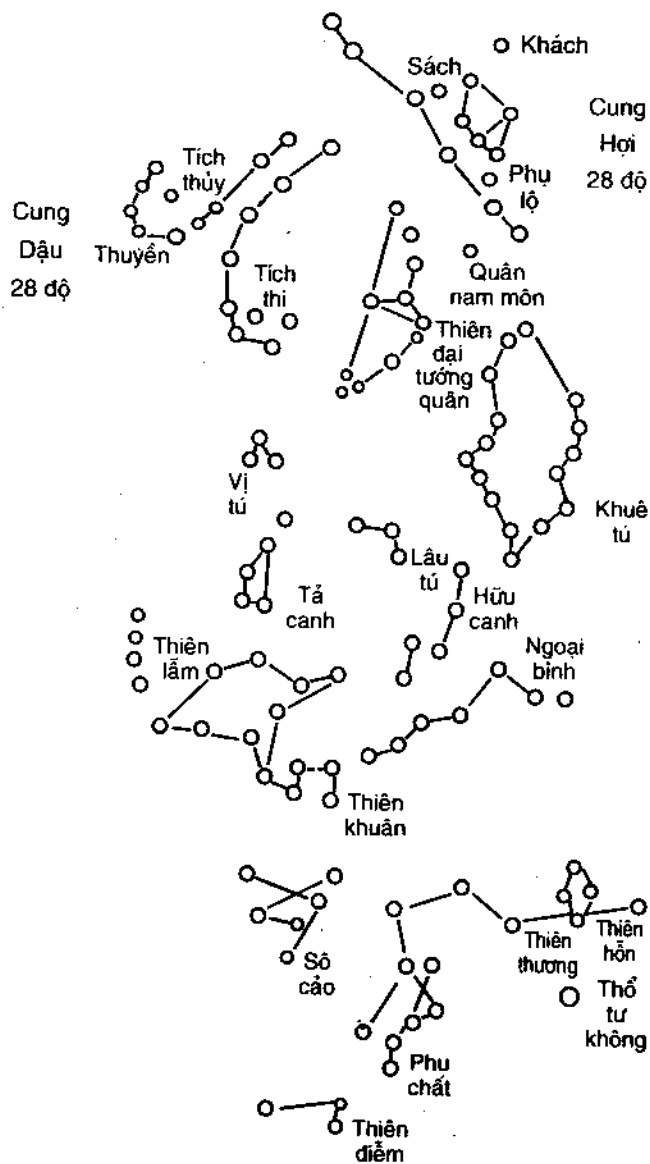 Khách
Sách
Cung
Hợi
28 độ
Phụ
lộ
Tích
thủy
Cung
Dậu
28 độ
Thuyền
Tích
thi
Quân
nam môn
Thiên
đại
tướng
quân
Vị
tú
Khuê
tú
Lâu
tú
Tả
canh
Hữu
canh
Thiên
lẫm
Ngoại
bình
Thiên
khuân
Sô
cảo
Thiên
thương
Thiên
hỗn
Thổ
tư
không
Phu
chất
Thiên
diễm